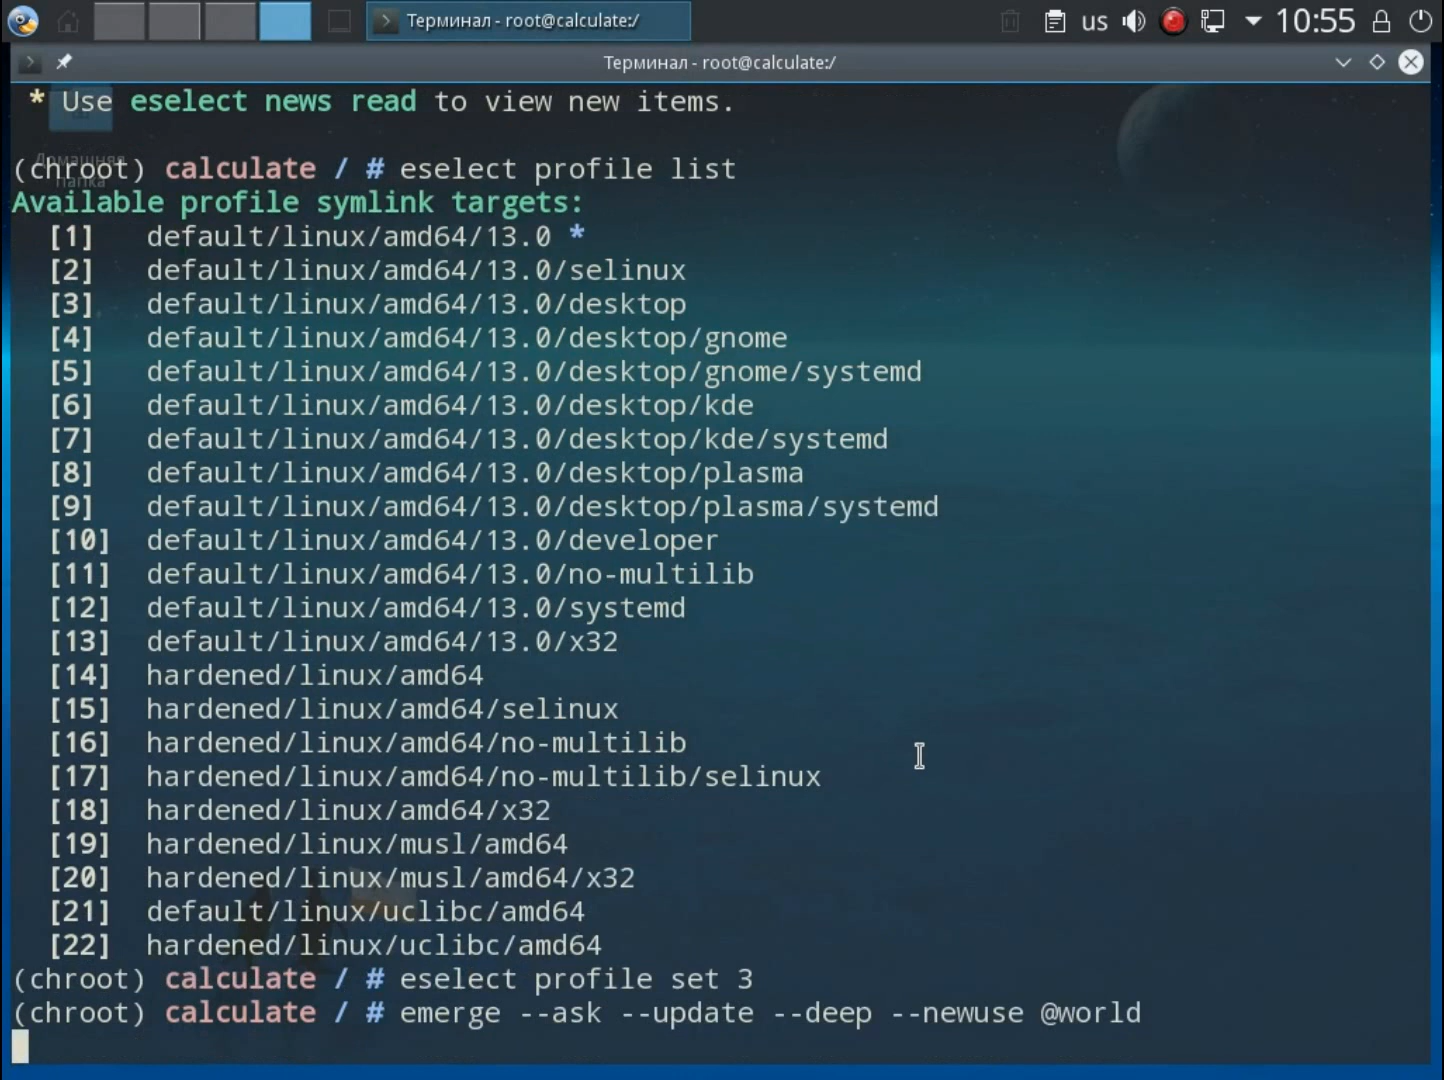 Терминал - root@calculate:/
us
10:55
Терминал - root@calculate:/
* Use eselect news read to view new items.
Домашняя
папка
(chroot) calculate / # eselect profile list
Available profile symlink targets:
[1] default/linux/amd64/13.0 *
[2] default/linux/amd64/13.0/selinux
[3] default/linux/amd64/13.0/desktop
[4] default/linux/amd64/13.0/desktop/gnome
[5] default/linux/amd64/13.0/desktop/gnome/systemd
[6] default/linux/amd64/13.0/desktop/kde
[7] default/linux/amd64/13.0/desktop/kde/systemd
[8] default/linux/amd64/13.0/desktop/plasma
[9] default/linux/amd64/13.0/desktop/plasma/systemd
[10] default/linux/amd64/13.0/developer
[11] default/linux/amd64/13.0/no-multilib
[12] default/linux/amd64/13.0/systemd
[13] default/linux/amd64/13.0/x32
[14] hardened/linux/amd64
[15] hardened/linux/amd64/selinux
[16] hardened/linux/amd64/no-multilib
[17] hardened/linux/amd64/no-multilib/selinux
[18] hardened/linux/amd64/x32
[19] hardened/linux/musl/amd64
[20] hardened/linux/musl/amd64/x32
[21] default/linux/uclibc/amd64
[22] hardened/linux/uclibc/amd64
(chroot) calculate / # eselect profile set 3
(chroot) calculate / # emerge --ask --update --deep --newuse @world